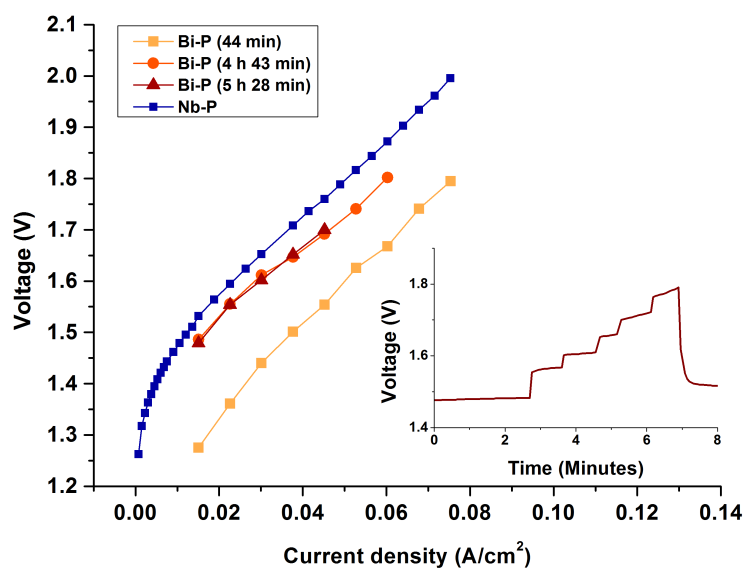 2.1
2.0
1.9
1.8
1.7
1.6
1.5
1.4
1.3
1.2
Voltage (V)
Bi-P (44 min)
Bi-P (4 h 43 min)
Bi-P (5 h 28 min)
Nb-P
0.00 0.02 0.04 0.06 0.08 0.10 0.12 0.14
Current density (A/cm²)
1.8
1.6
1.4
Voltage (V)
0 2 4 6 8
Time (Minutes)